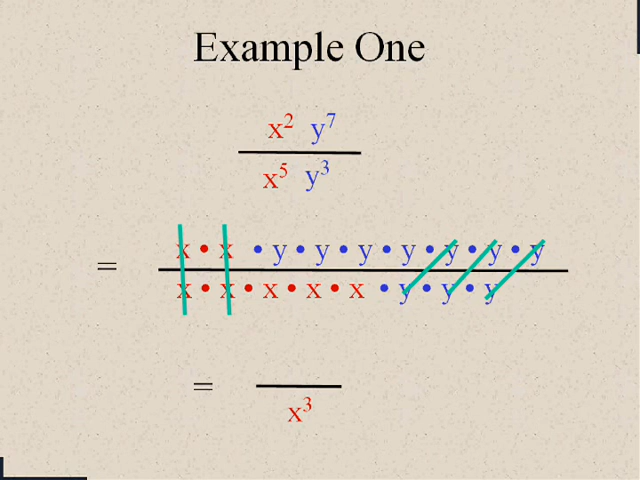 Example One
x² y⁷
x⁵ y³
= x • x • y • y • y • y • y • y • y
x • x • x • x • x • y • y • y
=
x³